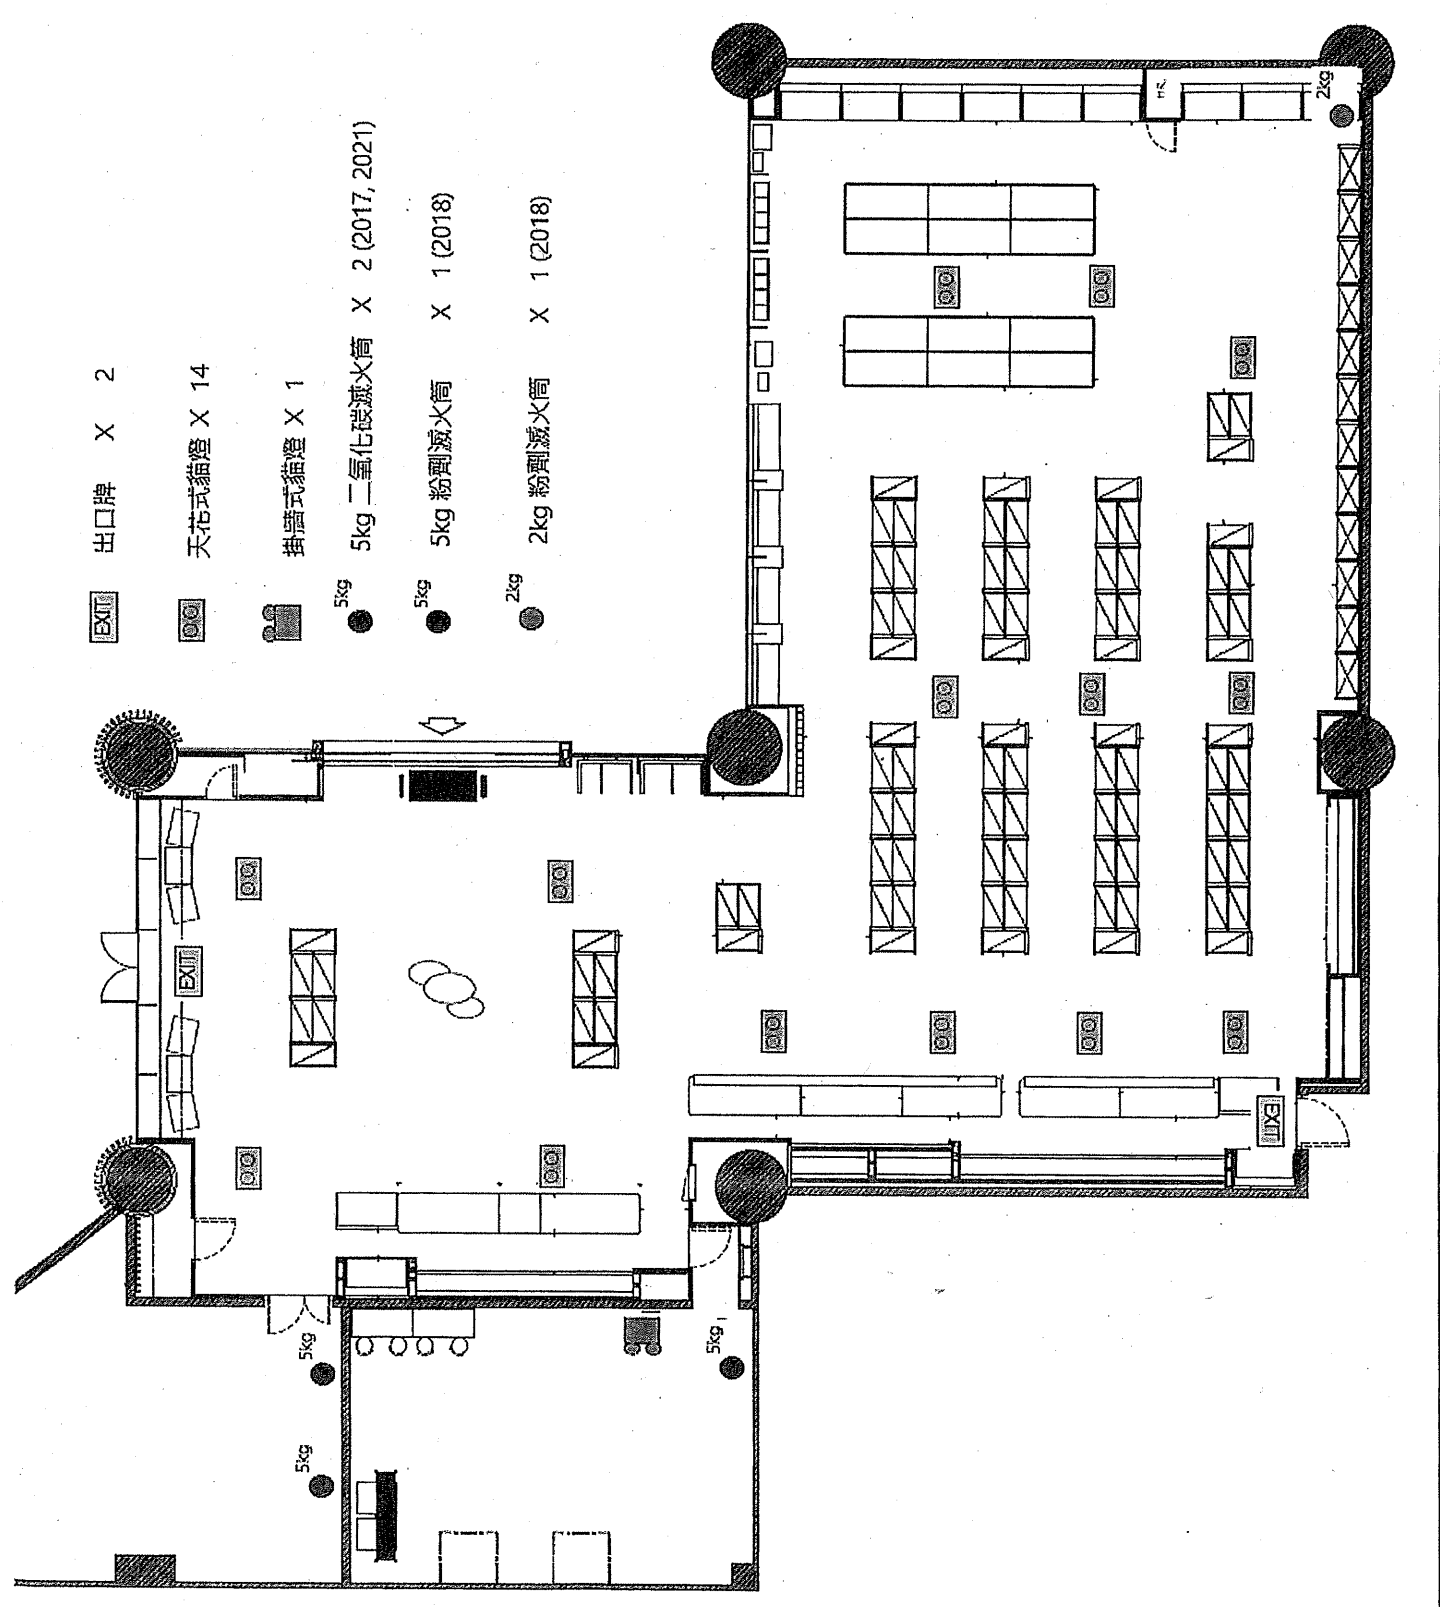 EXIT 出口牌 X 2
天花式貓燈 X 14
掛牆式貓燈 X 1
5kg 5kg 二氧化碳滅火筒 X 2 (2017, 2021)
5kg 5kg 粉劑滅火筒 X 1 (2018)
2kg 2kg 粉劑滅火筒 X 1 (2018)
H.R.
2kg
EXIT
EXIT
5kg
5kg
5kg